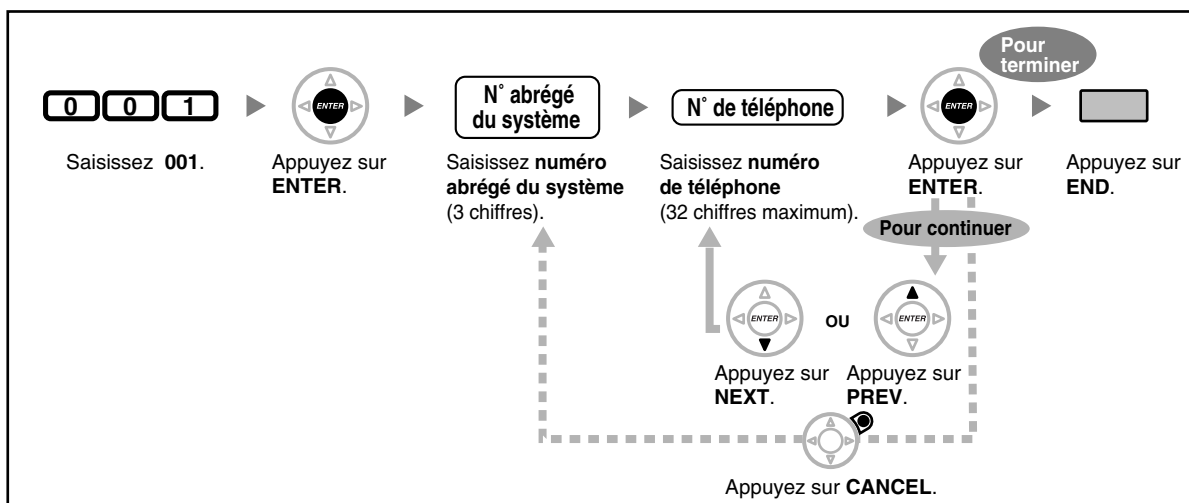 Pour
terminer
0 0 1
ENTER
N° abrégé
du système
N° de téléphone
ENTER
Saisissez 001.
Appuyez sur
ENTER.
Saisissez numéro
abrégé du système
(3 chiffres).
Saisissez numéro
de téléphone
(32 chiffres maximum).
Appuyez sur
ENTER.
Appuyez sur
END.
Pour continuer
ENTER
OU
ENTER
Appuyez sur
NEXT.
Appuyez sur
PREV.
Appuyez sur CANCEL.